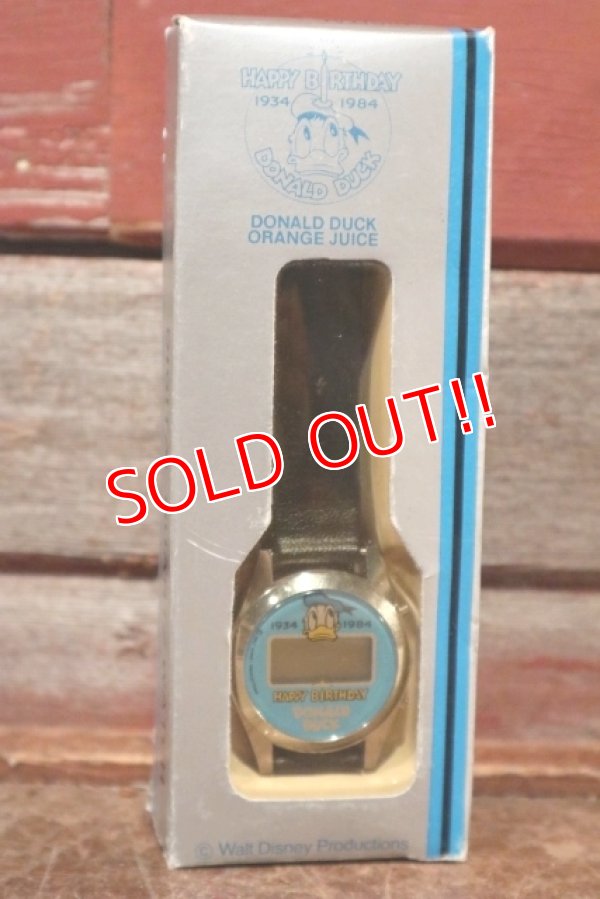 HAPPY BIRTHDAY
1934 1984
DONALD DUCK
DONALD DUCK
ORANGE JUICE
SOLD OUT!!
1934 1984
HAPPY BIRTHDAY
DONALD
DUCK
© Walt Disney Productions